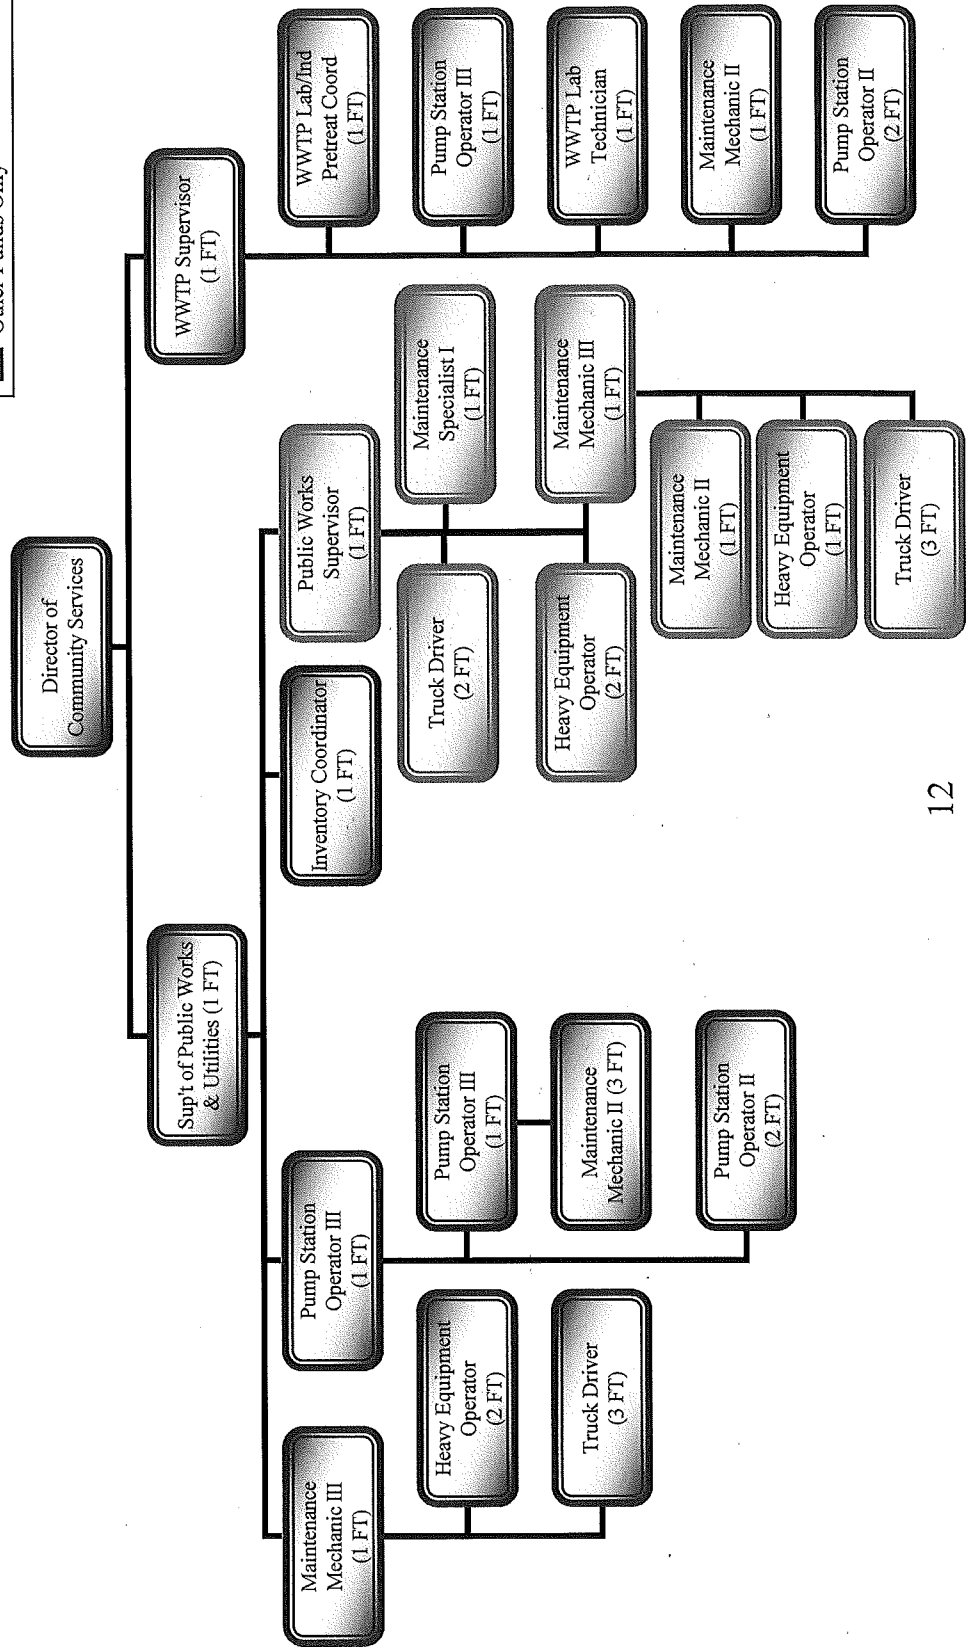 Other Funds Only
Director of
Community Services
Sup't of Public Works
& Utilities (1 FT)
WWTP Supervisor
(1 FT)
Maintenance
Mechanic III
(1 FT)
Heavy Equipment
Operator
(2 FT)
Truck Driver
(3 FT)
Pump Station
Operator III
(1 FT)
Pump Station
Operator III
(1 FT)
Maintenance
Mechanic II (3 FT)
Pump Station
Operator II
(2 FT)
Inventory Coordinator
(1 FT)
Public Works
Supervisor
(1 FT)
Truck Driver
(2 FT)
Maintenance
Specialist I
(1 FT)
Heavy Equipment
Operator
(2 FT)
Maintenance
Mechanic III
(1 FT)
Maintenance
Mechanic II
(1 FT)
Heavy Equipment
Operator
(1 FT)
Truck Driver
(3 FT)
WWTP Lab/Ind
Pretreat Coord
(1 FT)
Pump Station
Operator III
(1 FT)
WWTP Lab
Technician
(1 FT)
Maintenance
Mechanic II
(1 FT)
Pump Station
Operator II
(2 FT)
12